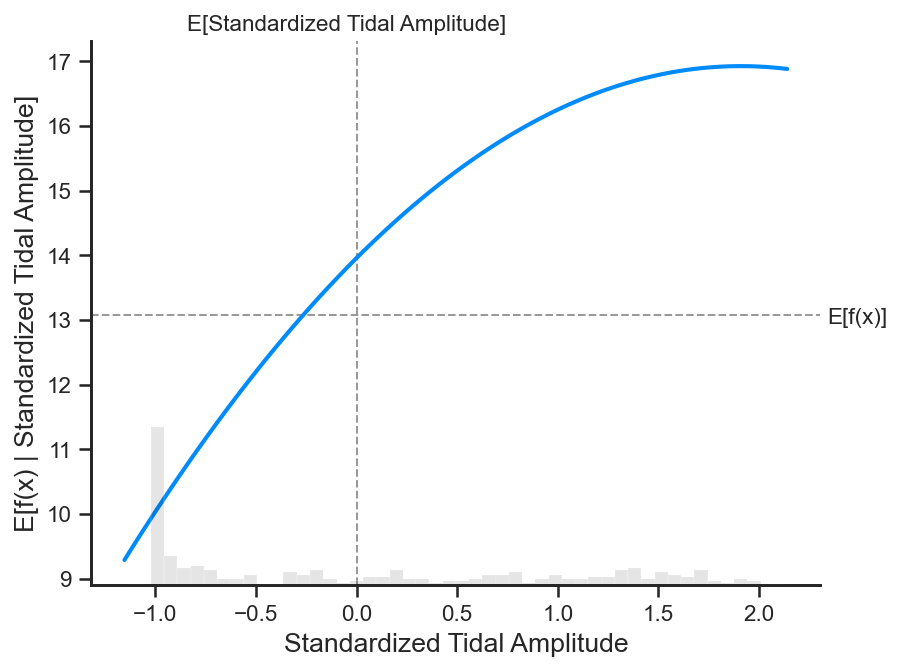 E[Standardized Tidal Amplitude]
17
16
15
14
13
12
11
10
9
E[f(x) | Standardized Tidal Amplitude]
E[f(x)]
−1.0 −0.5 0.0 0.5 1.0 1.5 2.0
Standardized Tidal Amplitude